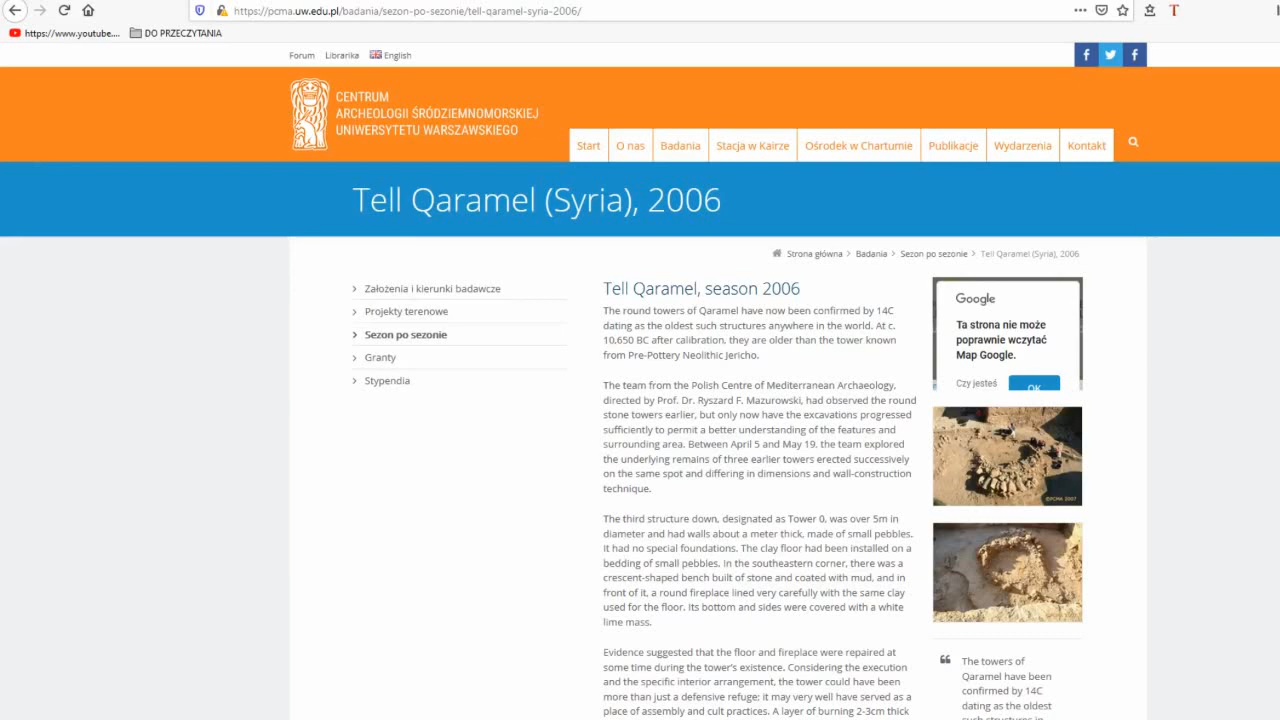 https://pcma.uw.edu.pl/badania/sezon-po-sezonie/tell-qaramel-syria-2006/
https://www.youtube....
DO PRZECZYTANIA
Forum
Librarika
English
CENTRUM
ARCHEOLOGII ŚRÓDZIEMNOMORSKIEJ
UNIWERSYTETU WARSZAWSKIEGO
Start
O nas
Badania
Stacja w Kairze
Ośrodek w Chartumie
Publikacje
Wydarzenia
Kontakt
Tell Qaramel (Syria), 2006
Strona główna > Badania > Sezon po sezonie > Tell Qaramel (Syria), 2006
Założenia i kierunki badawcze
Projekty terenowe
Sezon po sezonie
Granty
Stypendia
Tell Qaramel, season 2006
The round towers of Qaramel have now been confirmed by 14C
dating as the oldest such structures anywhere in the world. At c.
10,650 BC after calibration, they are older than the tower known
from Pre-Pottery Neolithic Jericho.
The team from the Polish Centre of Mediterranean Archaeology,
directed by Prof. Dr. Ryszard F. Mazurowski, had observed the round
stone towers earlier, but only now have the excavations progressed
sufficiently to permit a better understanding of the features and
surrounding area. Between April 5 and May 19, the team explored
the underlying remains of three earlier towers erected successively
on the same spot and differing in dimensions and wall-construction
technique.
The third structure down, designated as Tower 0, was over 5m in
diameter and had walls about a meter thick, made of small pebbles.
It had no special foundations. The clay floor had been installed on a
bedding of small pebbles. In the southeastern corner, there was a
crescent-shaped bench built of stone and coated with mud, and in
front of it, a round fireplace lined very carefully with the same clay
used for the floor. Its bottom and sides were covered with a white
lime mass.
Evidence suggested that the floor and fireplace were repaired at
some time during the tower's existence. Considering the execution
and the specific interior arrangement, the tower could have been
more than just a defensive refuge: it may very well have served as a
place of assembly and cult practices. A layer of burning 2-3cm thick
Google
Ta strona nie może
poprawnie wczytać
Map Google.
Czy jesteś
OK
©PCMA 2007
©PCMA 2007
The towers of
Qaramel have been
confirmed by 14C
dating as the oldest
such structures in